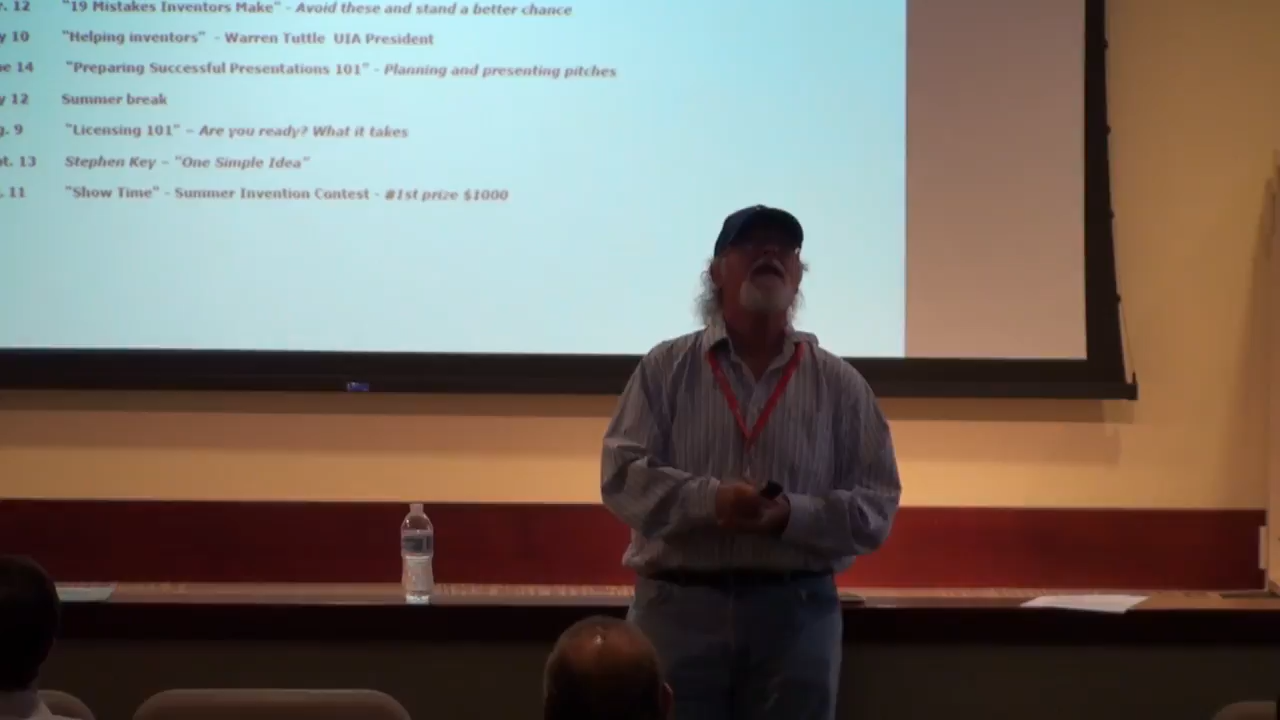 . 12 "19 Mistakes Inventors Make" - Avoid these and stand a better chance
y 10 "Helping inventors" - Warren Tuttle UIA President
e 14 "Preparing Successful Presentations 101" - Planning and presenting pitches
y 12 Summer break
g. 9 "Licensing 101" – Are you ready? What it takes
t. 13 Stephen Key – "One Simple Idea"
. 11 "Show Time" - Summer Invention Contest - #1st prize $1000